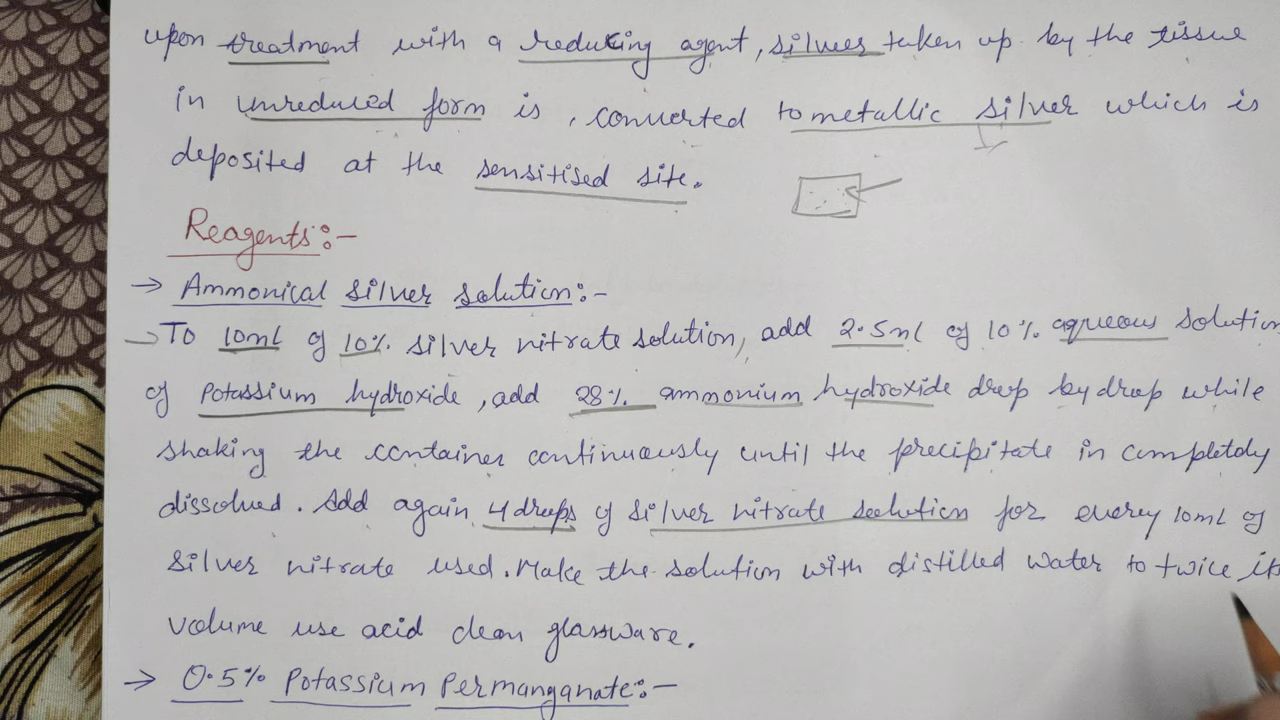 upon treatment with a reducing agent, silver taken up by the tissue
in unreduced form is, converted to metallic silver which is
deposited at the sensitised site.
Reagents:-
→ Ammonical silver solution:-
→ To 10ml of 10% silver nitrate solution, add 2.5ml of 10% aqueous solution
of Potassium hydroxide, add 28% ammonium hydroxide drop by drop while
shaking the container continuously until the precipitate in completely
dissolved. Add again 4 drops of silver nitrate solution for every 10ml of
silver nitrate used. Make the solution with distilled water to twice its
volume use acid clean glassware.
→ 0.5% Potassium Permanganate:-